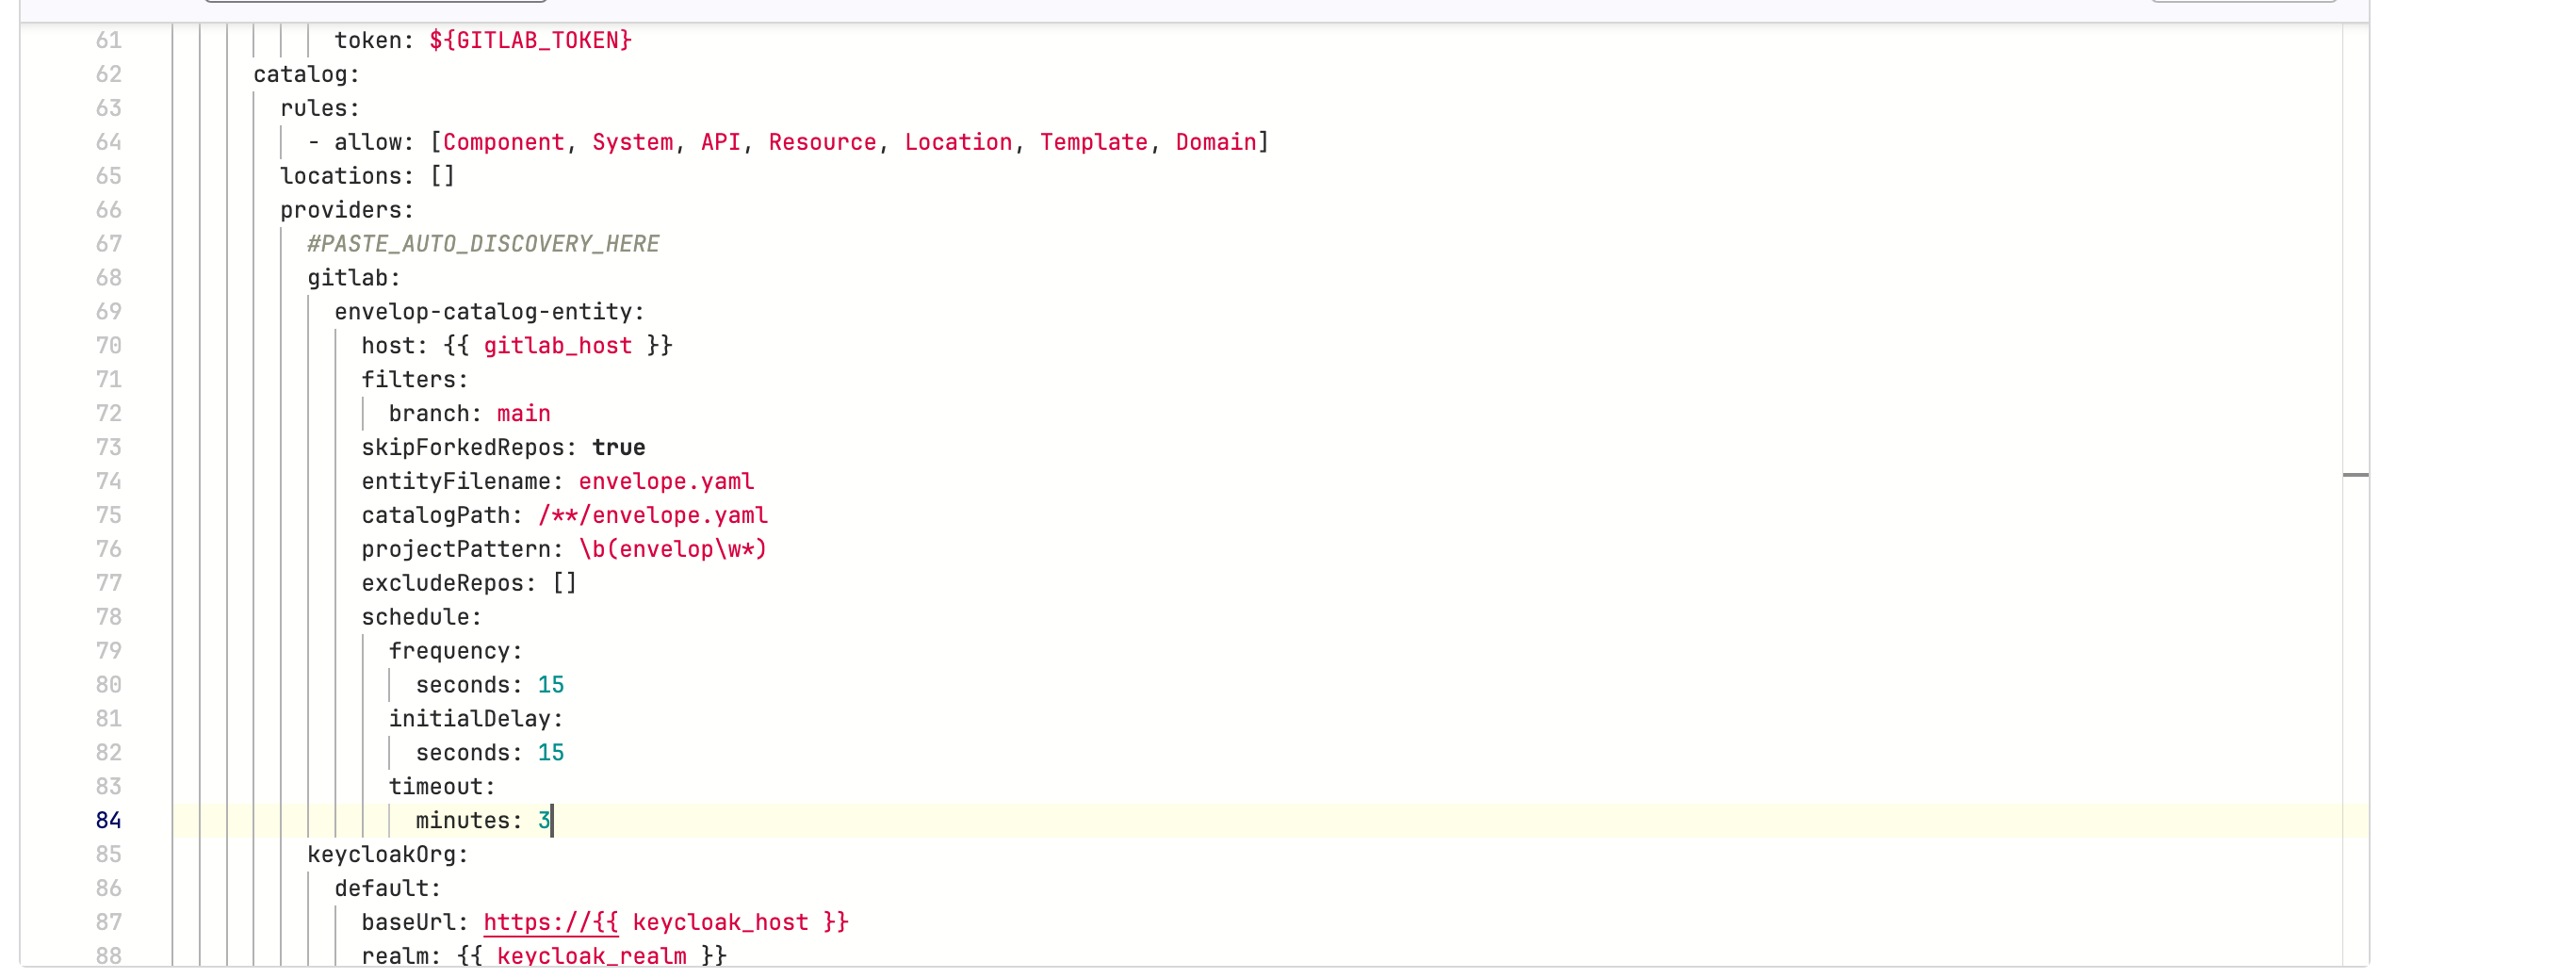 61 token: ${GITLAB_TOKEN}
62 catalog:
63 rules:
64 - allow: [Component, System, API, Resource, Location, Template, Domain]
65 locations: []
66 providers:
67 #PASTE_AUTO_DISCOVERY_HERE
68 gitlab:
69 envelop-catalog-entity:
70 host: {{ gitlab_host }}
71 filters:
72 branch: main
73 skipForkedRepos: true
74 entityFilename: envelope.yaml
75 catalogPath: /**/envelope.yaml
76 projectPattern: \b(envelop\w*)
77 excludeRepos: []
78 schedule:
79 frequency:
80 seconds: 15
81 initialDelay:
82 seconds: 15
83 timeout:
84 minutes: 3
85 keycloakOrg:
86 default:
87 baseUrl: https://{{ keycloak_host }}
88 realm: {{ keycloak_realm }}